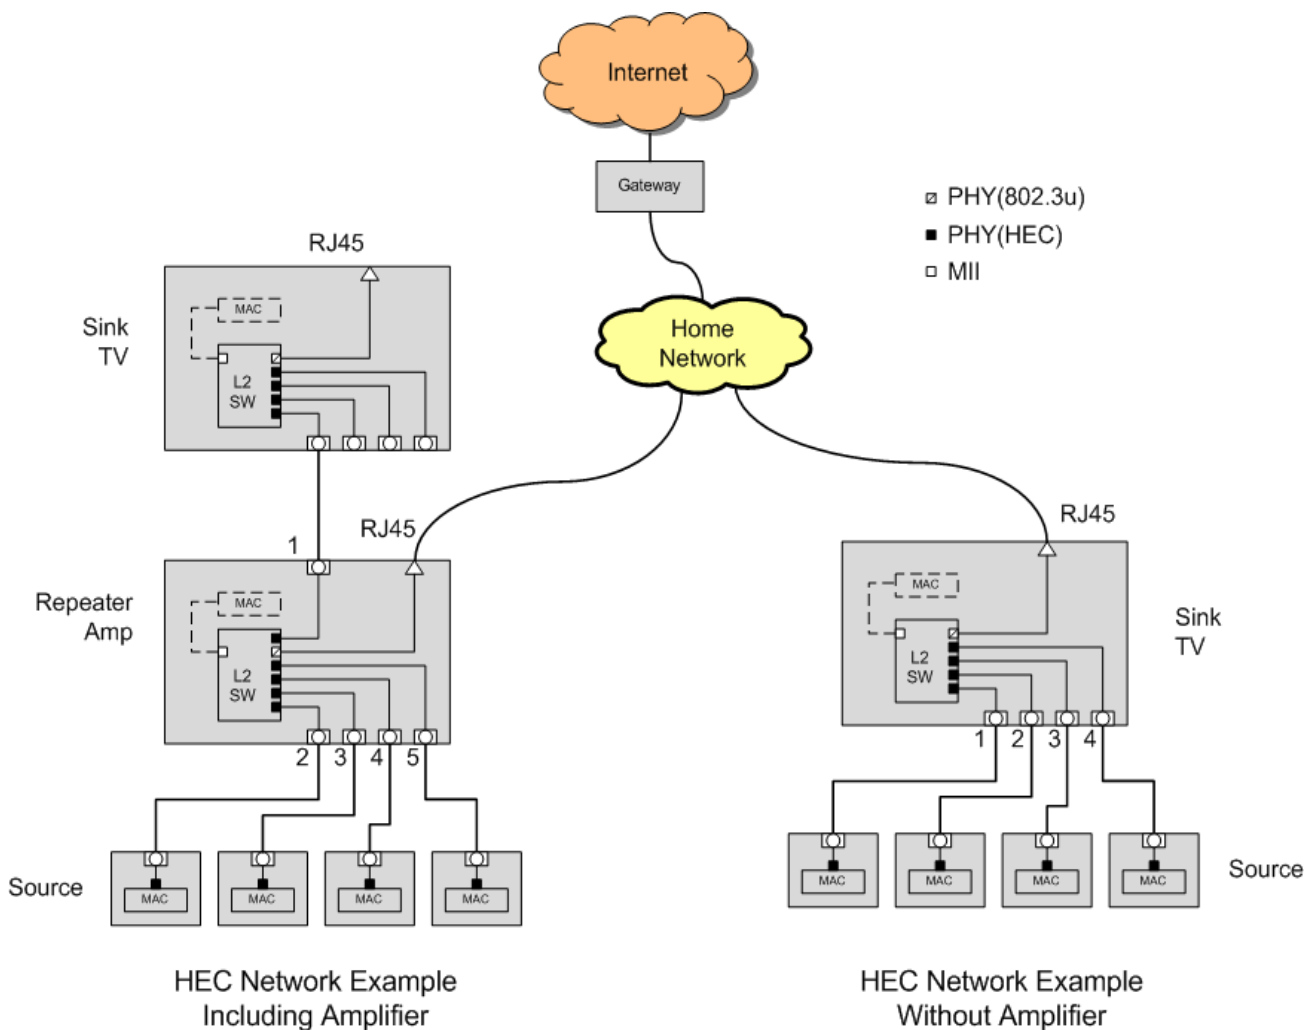 Internet
Gateway
PHY(802.3u)
PHY(HEC)
MII
Home
Network
RJ45
Sink
TV
MAC
L2
SW
RJ45
1
Repeater
Amp
MAC
L2
SW
2 3 4 5
Source
MAC MAC MAC MAC
HEC Network Example
Including Amplifier
RJ45
Sink
TV
MAC
L2
SW
1 2 3 4
MAC MAC MAC MAC
Source
HEC Network Example
Without Amplifier